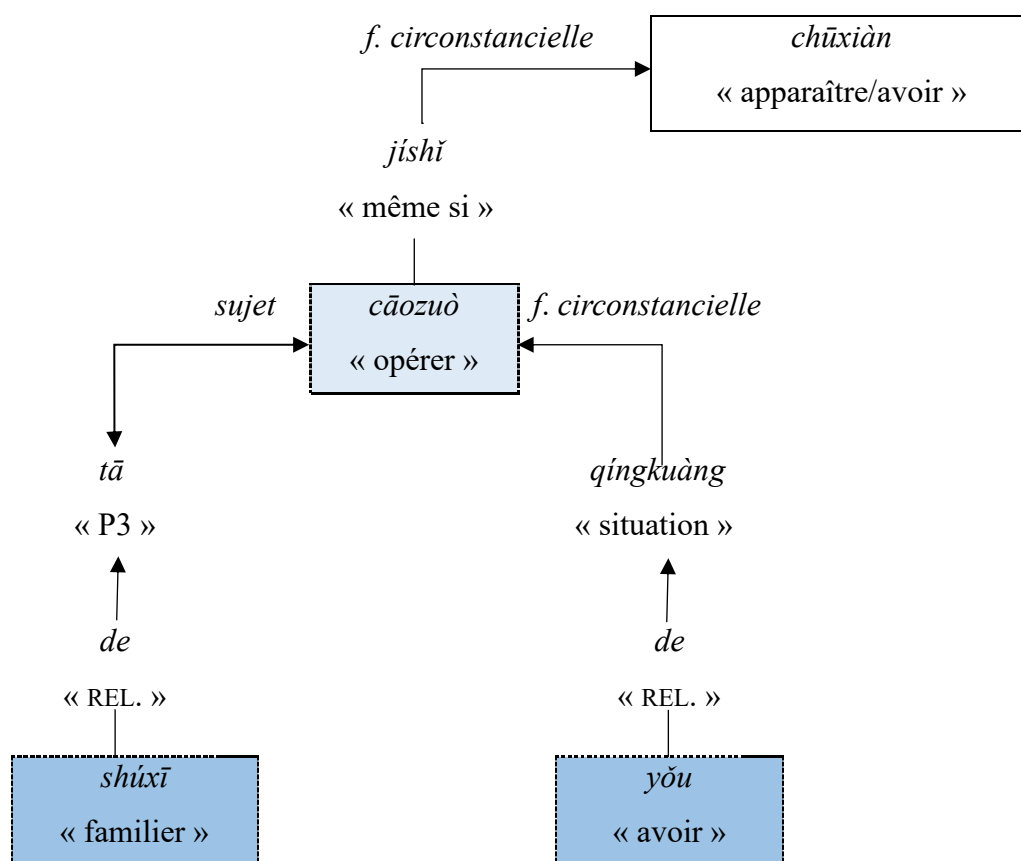 f. circonstancielle
chūxiàn
« apparaître/avoir »
jíshǐ
« même si »
sujet
cāozuò
f. circonstancielle
« opérer »
tā
qíngkuàng
« P3 »
« situation »
de
de
« REL. »
« REL. »
shúxī
yǒu
« familier »
« avoir »